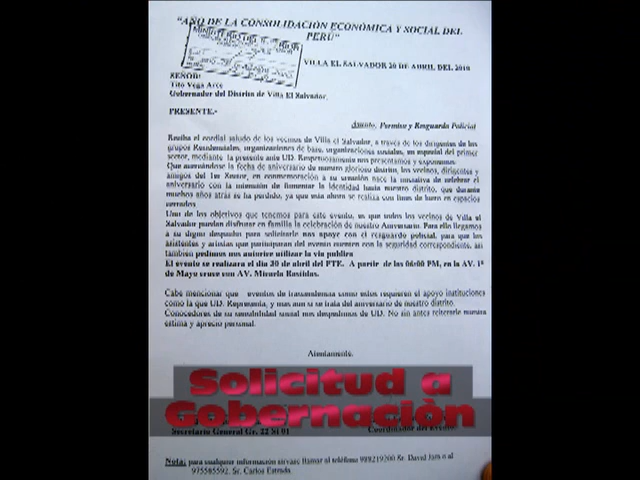 "AÑO DE LA CONSOLIDACIÓN ECONÓMICA Y SOCIAL DEL
PERÚ"
VILLA EL SALVADOR 20 DE ABRIL DEL 2010
SEÑOR:
Tito Vega Arce
Gobernador del Distrito de Villa El Salvador.
PRESENTE.-
Asunto. Permiso y Resguardo Policial
Reciba el cordial saludo de los vecinos de Villa el Salvador, a través de los dirigentes de los
grupos Residenciales, organizaciones de base, organizaciones sociales, en especial del primer
sector, mediante la presente ante UD. Respetuosamente nos presentamos y exponemos
Que acercándose la fecha de aniversario de nuestro glorioso distrito, los vecinos, dirigentes y
amigos del 1er Sector, en conmemoración a su creación nace la iniciativa de celebrar el
aniversario con la intensión de fomentar la Identidad hacia nuestro distrito, que durante
muchos años atrás se ha perdido, ya que más ahora se realiza con fines de lucro en espacios
cerrados
Uno de los objetivos que tenemos para este evento, es que todos los vecinos de Villa el
Salvador puedan disfrutar en familia la celebración de nuestro Aniversario. Para ello llegamos
a su digno despacho para solicitarle nos apoye con el resguardo policial, para que los
asistentes y artistas que participaran del evento cuenten con la seguridad correspondiente, así
también pedimos nos autorice utilizar la vía publica
El evento se realizara el día 30 de abril del PTE. A partir de las 06:00 PM, en la AV. 1º
de Mayo cruce con AV. Micaela Bastidas.
Cabe mencionar que eventos de trascendencia como estos requieren el apoyo instituciones
como la que UD. Representa, y más aun si se trata del aniversario de nuestro distrito.
Conocedores de su sensibilidad social nos despedimos de UD. No sin antes reiterarle nuestra
estima y aprecio personal.
Atentamente.
Solicitud a
Gobernaciòn
Secretario General Gr. 22 St 01 Coordinador del Evento
Nota: para cualquier información sírvase llamar al teléfono 988219200 Sr. David Jara o al
975585592. Sr. Carlos Estrada